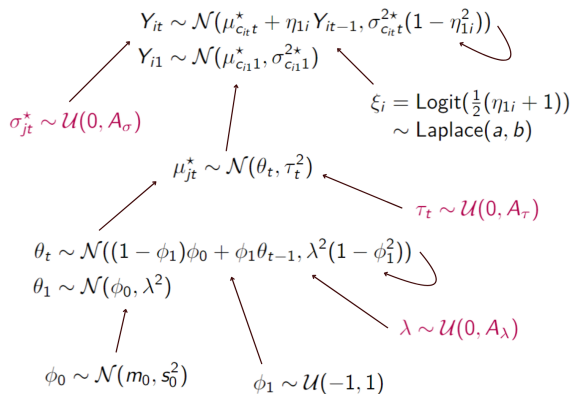 Y_{it} ∼ 𝒩(μ^⋆_{c_{it}t} + η_{1i} Y_{it−1}, σ^{2⋆}_{c_{it}t}(1 − η^2_{1i}))
Y_{i1} ∼ 𝒩(μ^⋆_{c_{i1}1}, σ^{2⋆}_{c_{i1}1})
σ^⋆_{jt} ∼ 𝒰(0, A_σ)
ξ_i = Logit(½(η_{1i} + 1))
∼ Laplace(a, b)
μ^⋆_{jt} ∼ 𝒩(θ_t, τ^2_t)
τ_t ∼ 𝒰(0, A_τ)
θ_t ∼ 𝒩((1 − φ_1)φ_0 + φ_1θ_{t−1}, λ^2(1 − φ^2_1))
θ_1 ∼ 𝒩(φ_0, λ^2)
λ ∼ 𝒰(0, A_λ)
φ_0 ∼ 𝒩(m_0, s^2_0)
φ_1 ∼ 𝒰(−1, 1)